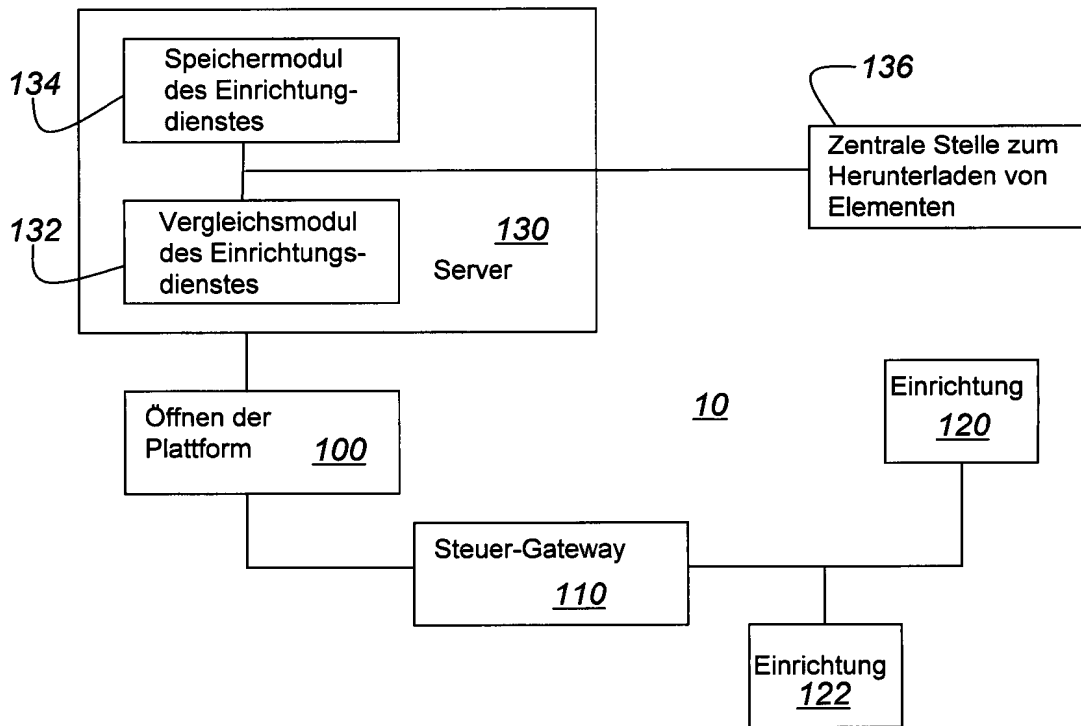 Speichermodul
des Einrichtung-
dienstes
134
136
Zentrale Stelle zum
Herunterladen von
Elementen
Vergleichsmodul
des Einrichtungs-
dienstes
132
130
Server
Öffnen der
Plattform 100
10
Einrichtung
120
Steuer-Gateway
110
Einrichtung
122